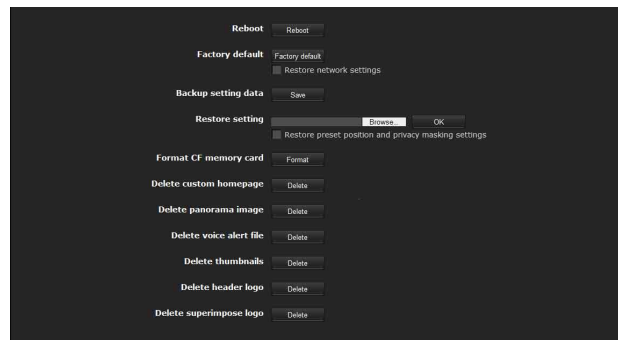 Reboot Reboot
Factory default Factory default
Restore network settings
Backup setting data Save
Restore setting Browse... OK
Restore preset position and privacy masking settings
Format CF memory card Format
Delete custom homepage Delete
Delete panorama image Delete
Delete voice alert file Delete
Delete thumbnails Delete
Delete header logo Delete
Delete superimpose logo Delete